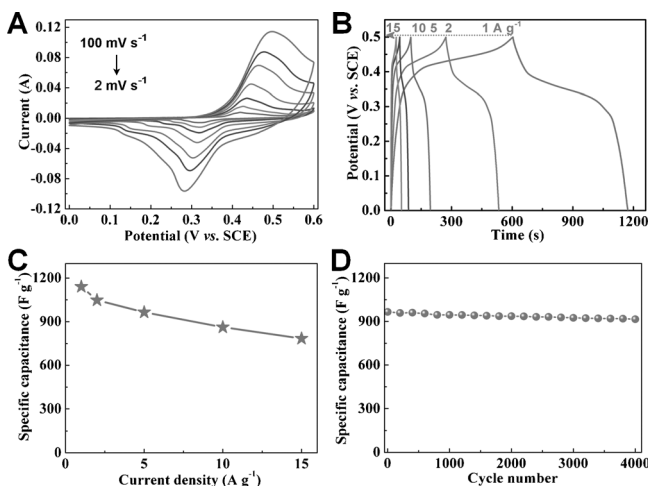 A
100 mV s⁻¹
2 mV s⁻¹
Current (A)
0.12
0.08
0.04
0.00
-0.04
-0.08
-0.12
0.0 0.1 0.2 0.3 0.4 0.5 0.6
Potential (V vs. SCE)
B
15 10 5 2 1 A g⁻¹
Potential (V vs. SCE)
0.5
0.4
0.3
0.2
0.1
0.0
0 300 600 900 1200
Time (s)
C
Specific capacitance (F g⁻¹)
1200
900
600
300
0
5 10 15
Current density (A g⁻¹)
D
Specific capacitance (F g⁻¹)
1200
900
600
300
0
0 1000 2000 3000 4000
Cycle number